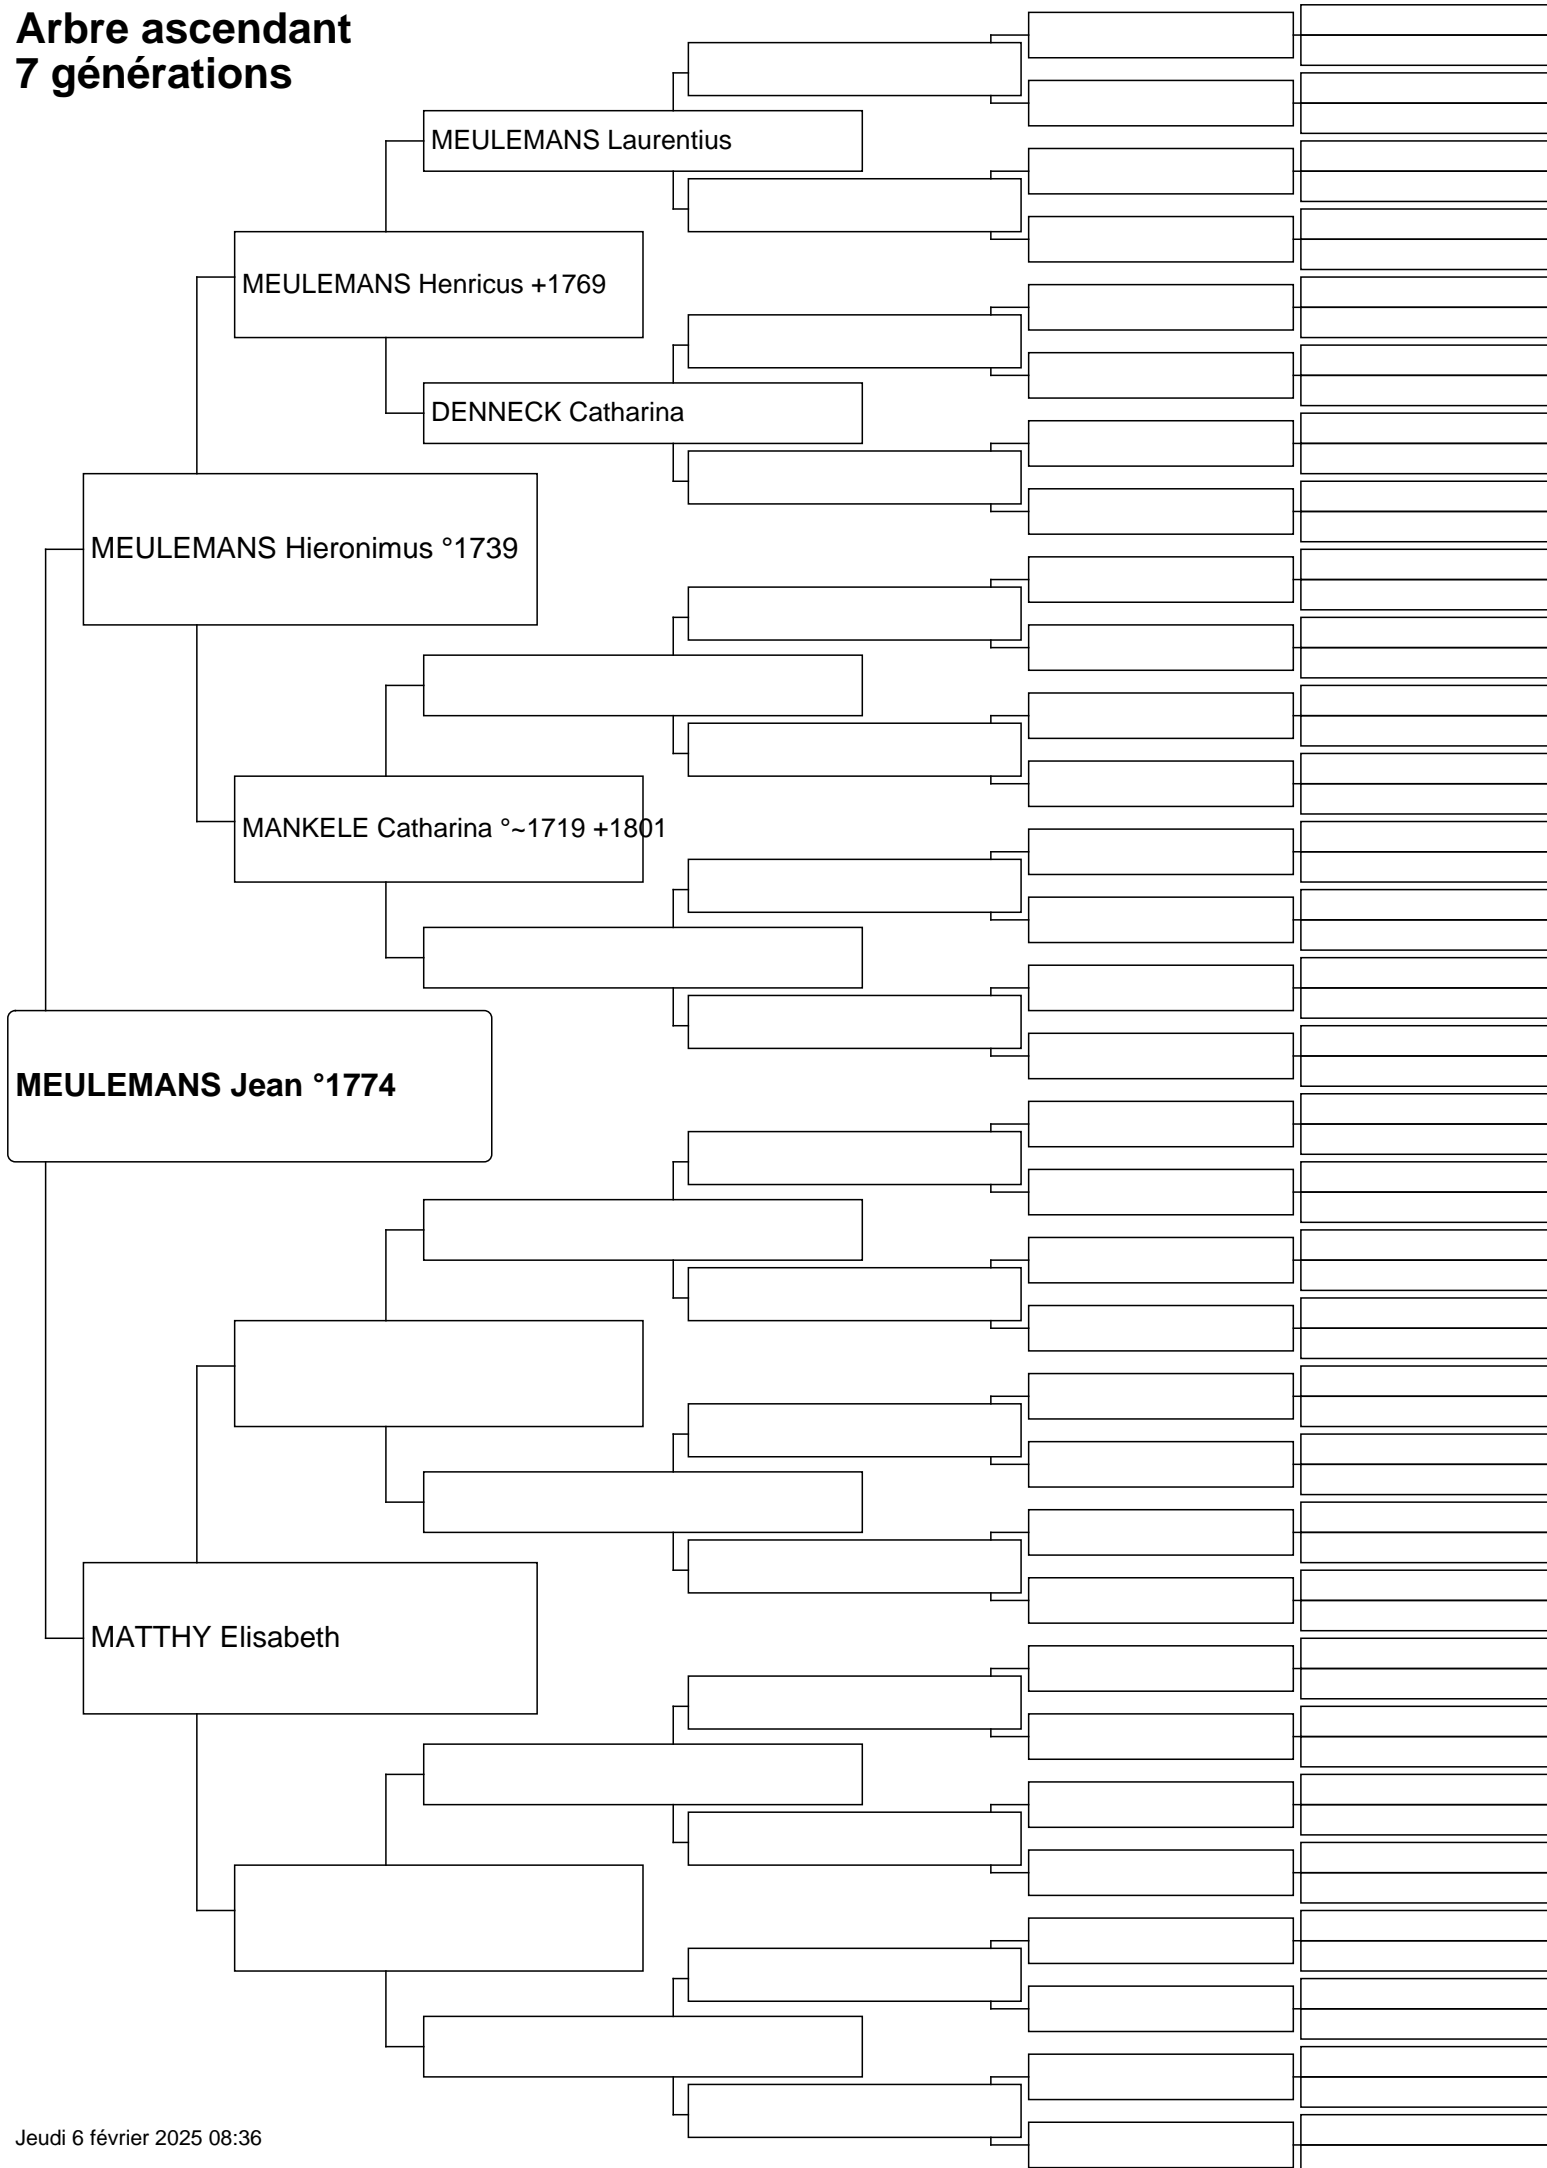 Arbre ascendant
7 générations
MEULEMANS Laurentius
MEULEMANS Henricus +1769
DENNECK Catharina
MEULEMANS Hieronimus °1739
MANKELE Catharina °~1719 +1801
MEULEMANS Jean °1774
MATTHY Elisabeth
Jeudi 6 février 2025 08:36